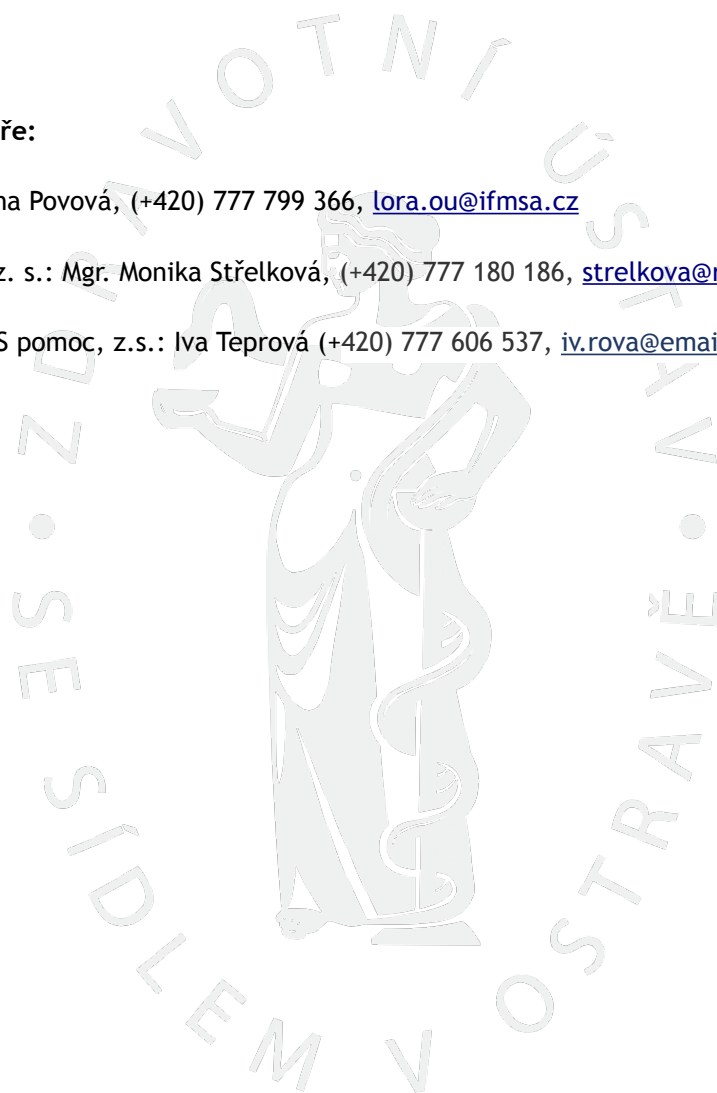 ře:
na Povová, (+420) 777 799 366, lora.ou@ifmsa.cz
z. s.: Mgr. Monika Střelková, (+420) 777 180 186, strelkova@r
S pomoc, z.s.: Iva Teprová (+420) 777 606 537, iv.rova@emai
ZDRAVOTNÍ ÚSTAV • SE SÍDLEM V OSTRAVĚ •